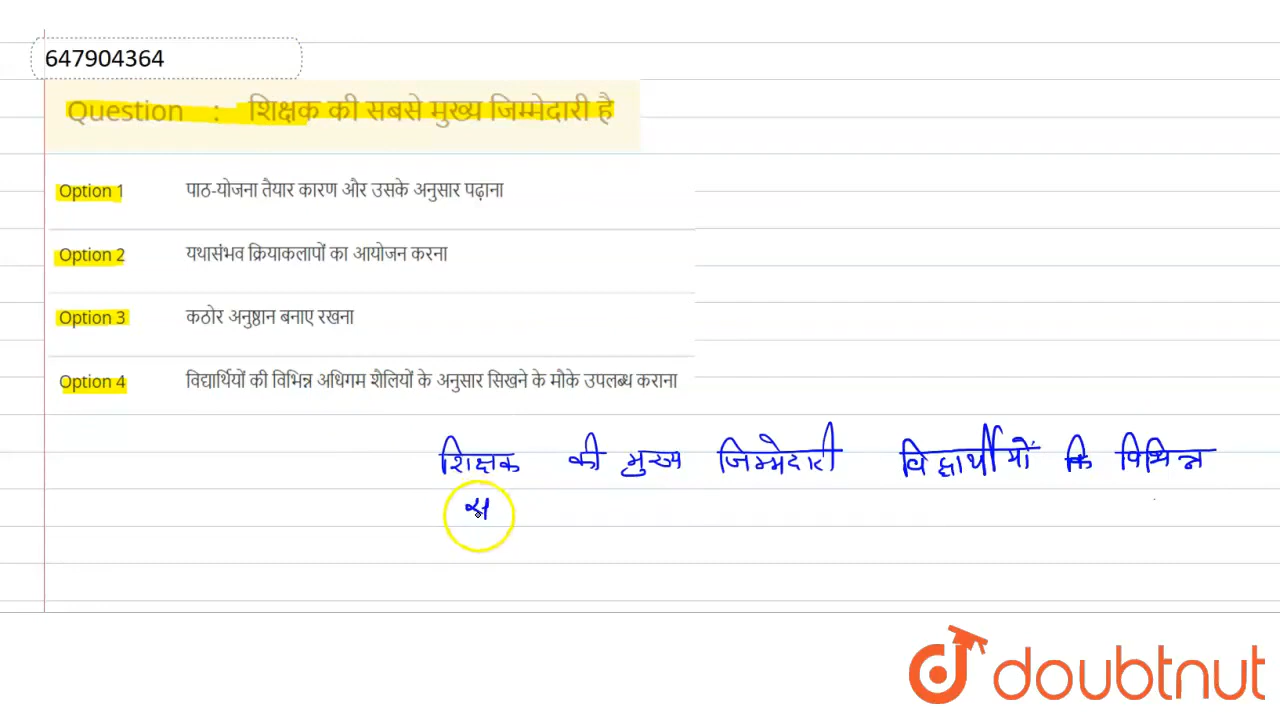 647904364
Question : शिक्षक की सबसे मुख्य जिम्मेदारी है
Option 1 पाठ-योजना तैयार कारण और उसके अनुसार पढ़ाना
Option 2 यथासंभव क्रियाकलापों का आयोजन करना
Option 3 कठोर अनुष्ठान बनाए रखना
Option 4 विद्यार्थियों की विभिन्न अधिगम शैलियों के अनुसार सिखने के मौके उपलब्ध कराना
शिक्षक की मुख्य जिम्मेदारी विद्यार्थीयों कि विभिन्न
doubtnut